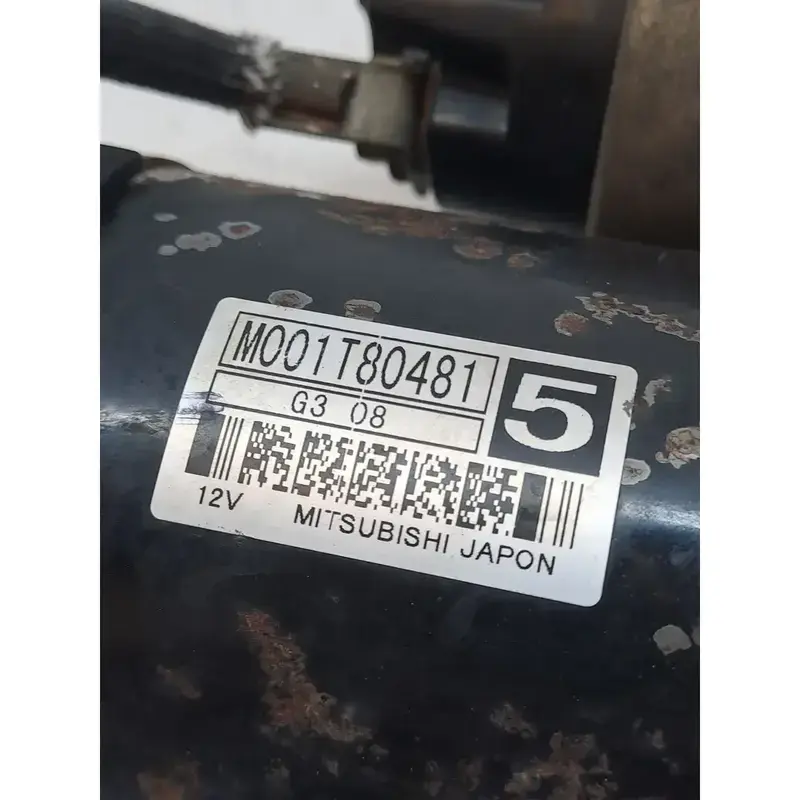 M001T80481
5
G3 08
12V MITSUBISHI JAPON